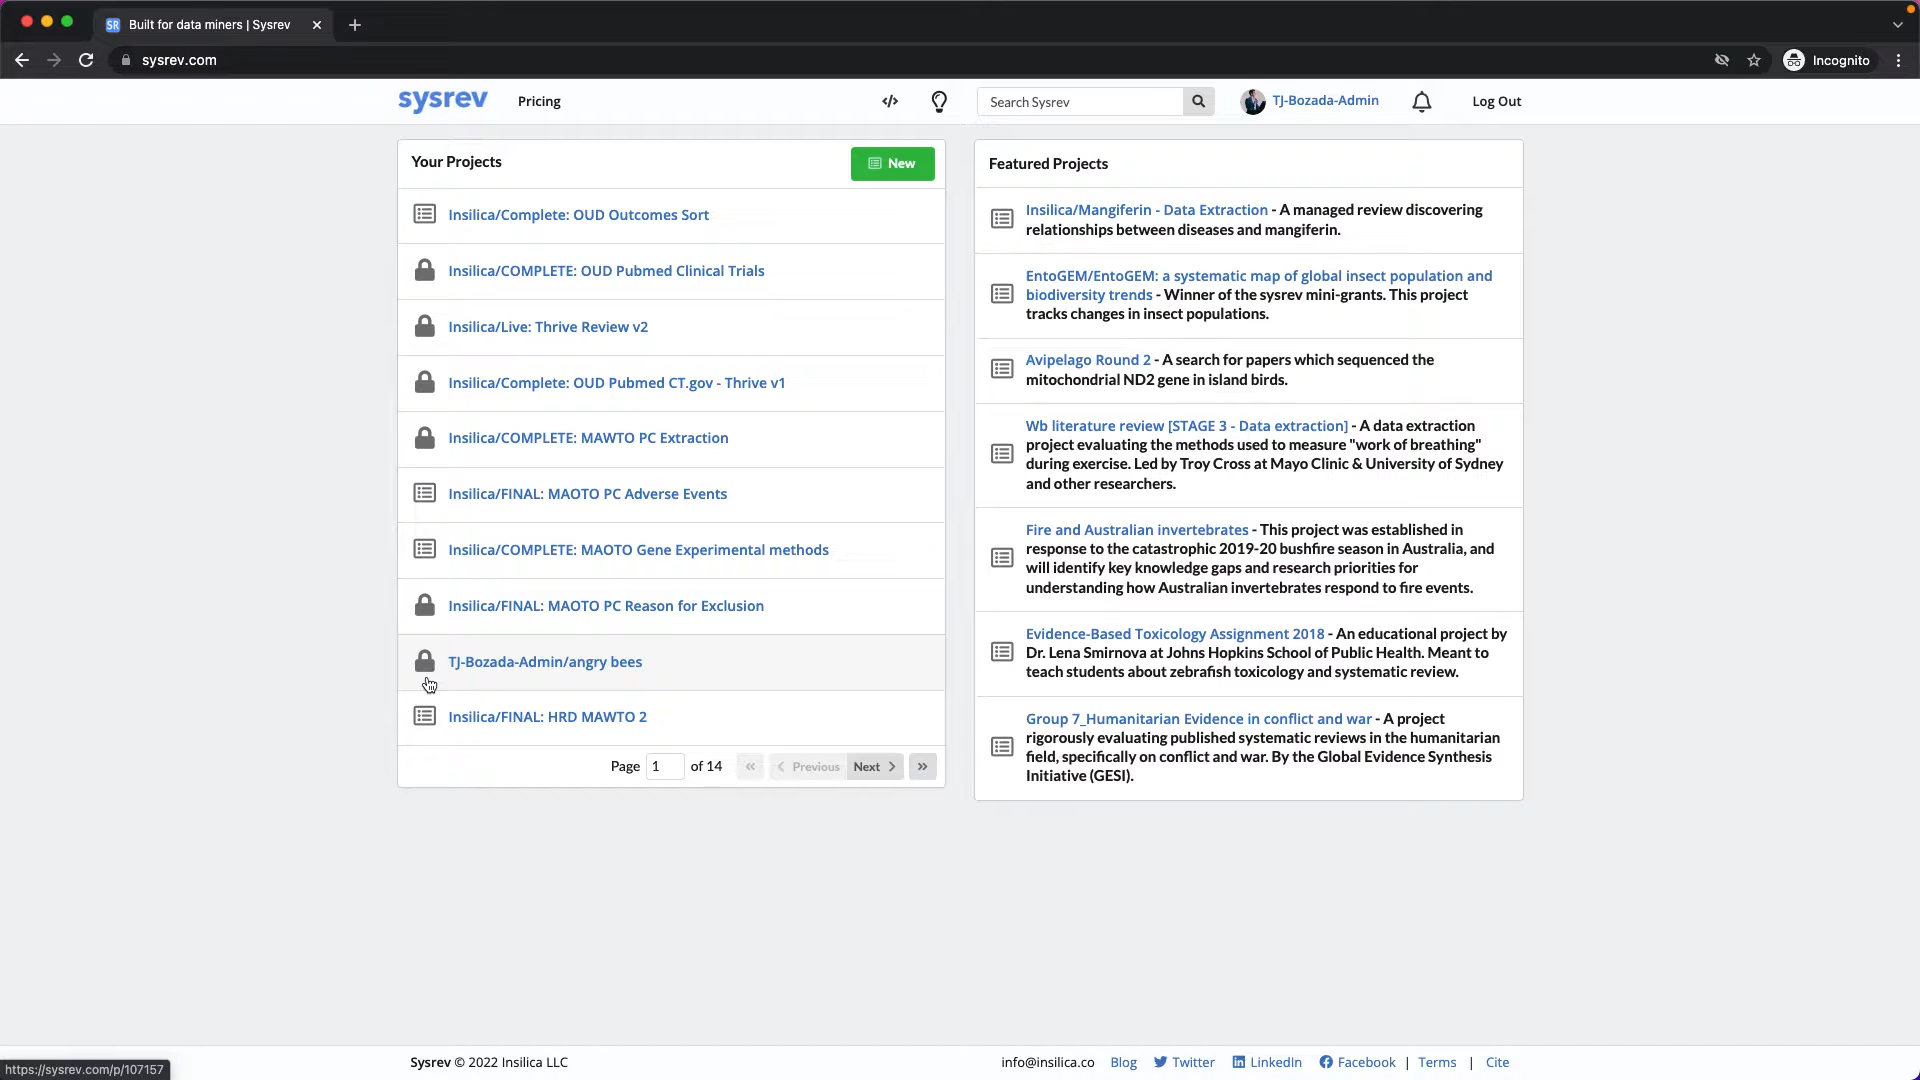 SR Built for data miners | Sysrev
sysrev.com
Incognito
sysrev
Pricing
Search Sysrev
TJ-Bozada-Admin
Log Out
Your Projects
New
Insilica/Complete: OUD Outcomes Sort
Insilica/COMPLETE: OUD Pubmed Clinical Trials
Insilica/Live: Thrive Review v2
Insilica/Complete: OUD Pubmed CT.gov - Thrive v1
Insilica/COMPLETE: MAWTO PC Extraction
Insilica/FINAL: MAOTO PC Adverse Events
Insilica/COMPLETE: MAOTO Gene Experimental methods
Insilica/FINAL: MAOTO PC Reason for Exclusion
TJ-Bozada-Admin/angry bees
Insilica/FINAL: HRD MAWTO 2
Page 1 of 14 « Previous Next »
Featured Projects
Insilica/Mangiferin - Data Extraction - A managed review discovering
relationships between diseases and mangiferin.
EntoGEM/EntoGEM: a systematic map of global insect population and
biodiversity trends - Winner of the sysrev mini-grants. This project
tracks changes in insect populations.
Avipelago Round 2 - A search for papers which sequenced the
mitochondrial ND2 gene in island birds.
Wb literature review [STAGE 3 - Data extraction] - A data extraction
project evaluating the methods used to measure "work of breathing"
during exercise. Led by Troy Cross at Mayo Clinic & University of Sydney
and other researchers.
Fire and Australian invertebrates - This project was established in
response to the catastrophic 2019-20 bushfire season in Australia, and
will identify key knowledge gaps and research priorities for
understanding how Australian invertebrates respond to fire events.
Evidence-Based Toxicology Assignment 2018 - An educational project by
Dr. Lena Smirnova at Johns Hopkins School of Public Health. Meant to
teach students about zebrafish toxicology and systematic review.
Group 7_Humanitarian Evidence in conflict and war - A project
rigorously evaluating published systematic reviews in the humanitarian
field, specifically on conflict and war. By the Global Evidence Synthesis
Initiative (GESI).
Sysrev © 2022 Insilica LLC
info@insilica.co Blog Twitter LinkedIn Facebook | Terms | Cite
https://sysrev.com/p/107157